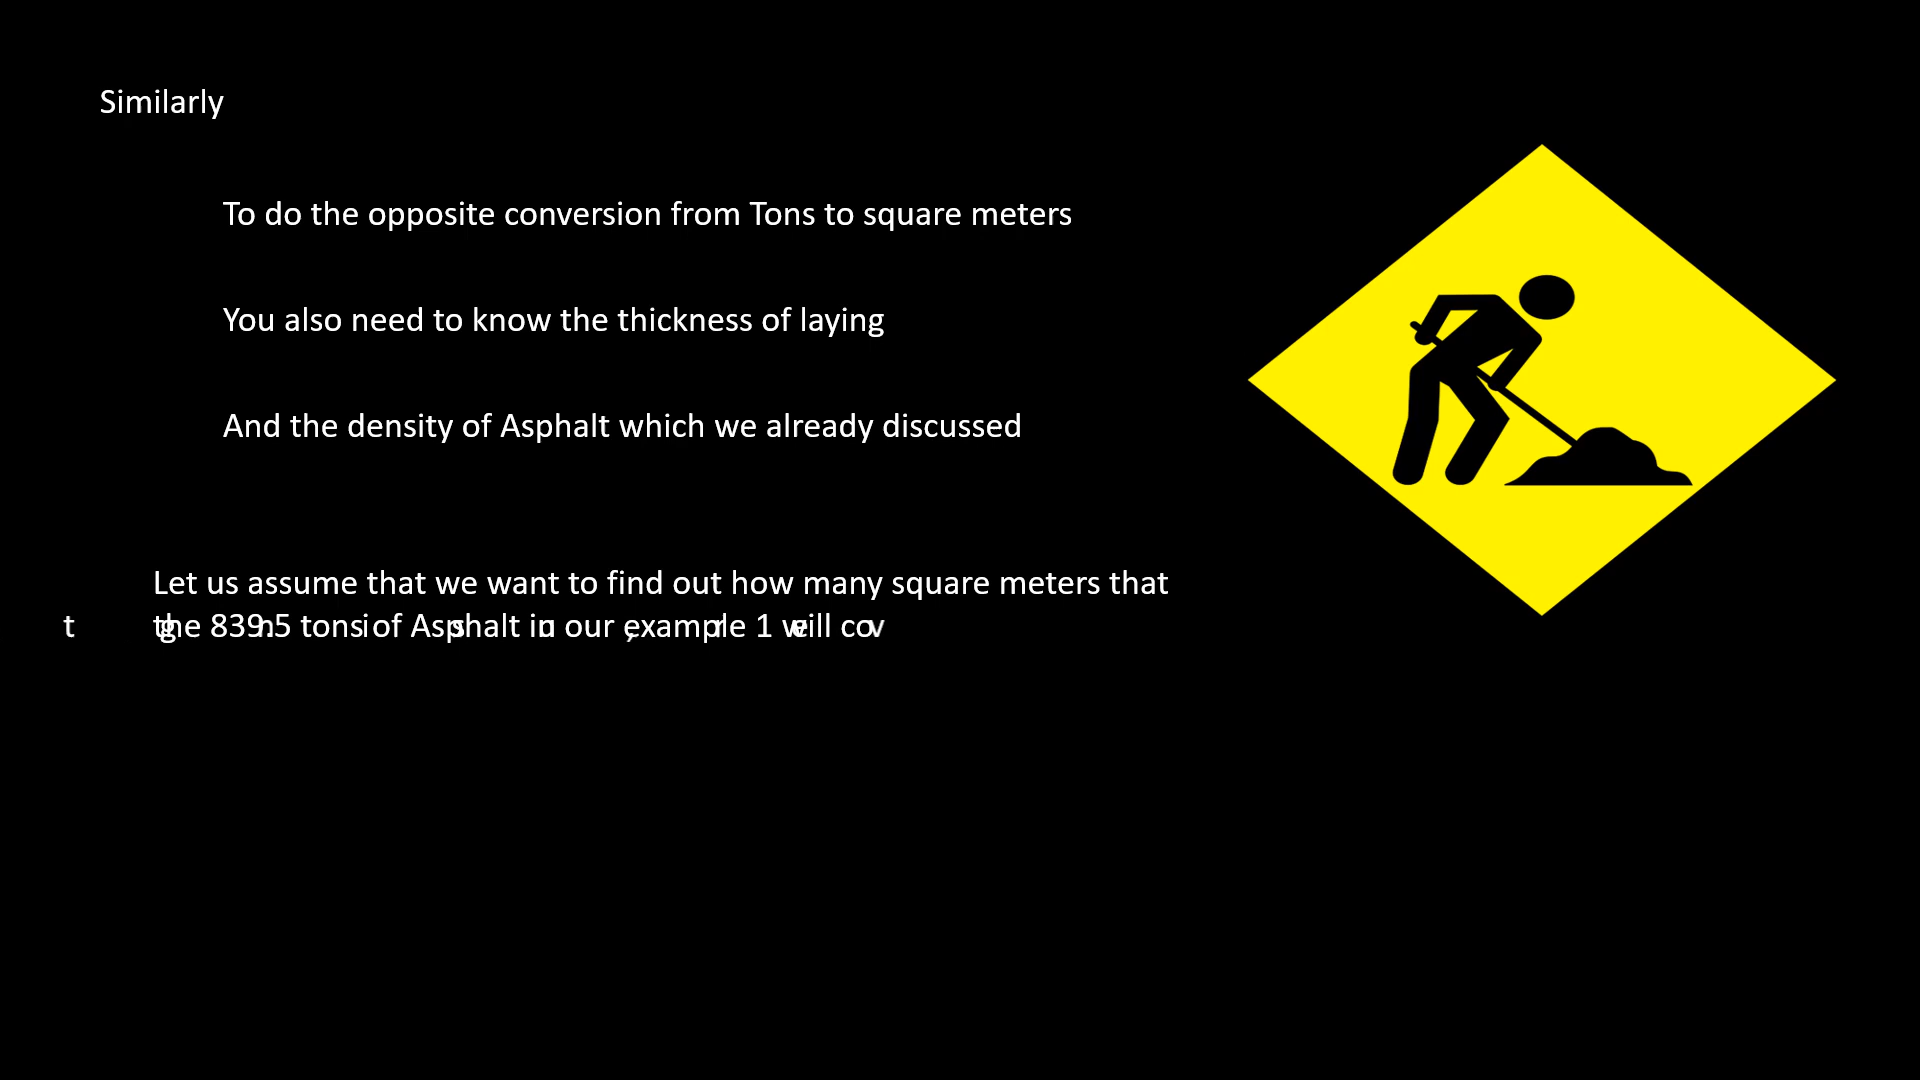 Similarly
To do the opposite conversion from Tons to square meters
You also need to know the thickness of laying
And the density of Asphalt which we already discussed
Let us assume that we want to find out how many square meters that
the 839.5 tons of Asphalt in our example 1 will